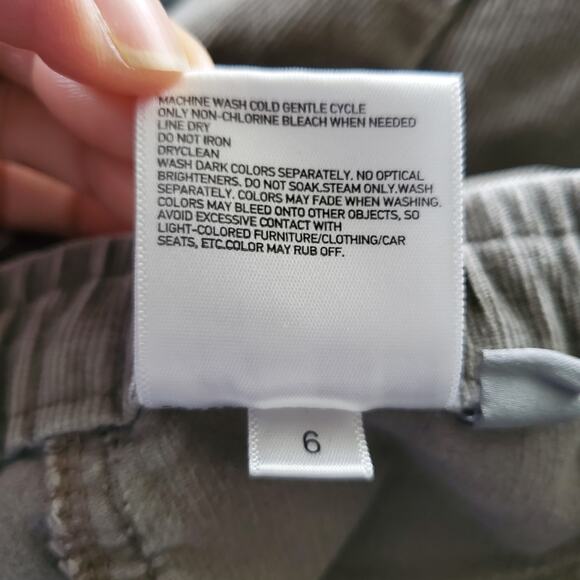 MACHINE WASH COLD GENTLE CYCLE
ONLY NON-CHLORINE BLEACH WHEN NEEDED
LINE DRY
DO NOT IRON
DRYCLEAN
WASH DARK COLORS SEPARATELY. NO OPTICAL
BRIGHTENERS. DO NOT SOAK.STEAM ONLY.WASH
SEPARATELY. COLORS MAY FADE WHEN WASHING.
COLORS MAY BLEED ONTO OTHER OBJECTS, SO
AVOID EXCESSIVE CONTACT WITH
LIGHT-COLORED FURNITURE/CLOTHING/CAR
SEATS, ETC.COLOR MAY RUB OFF.
9